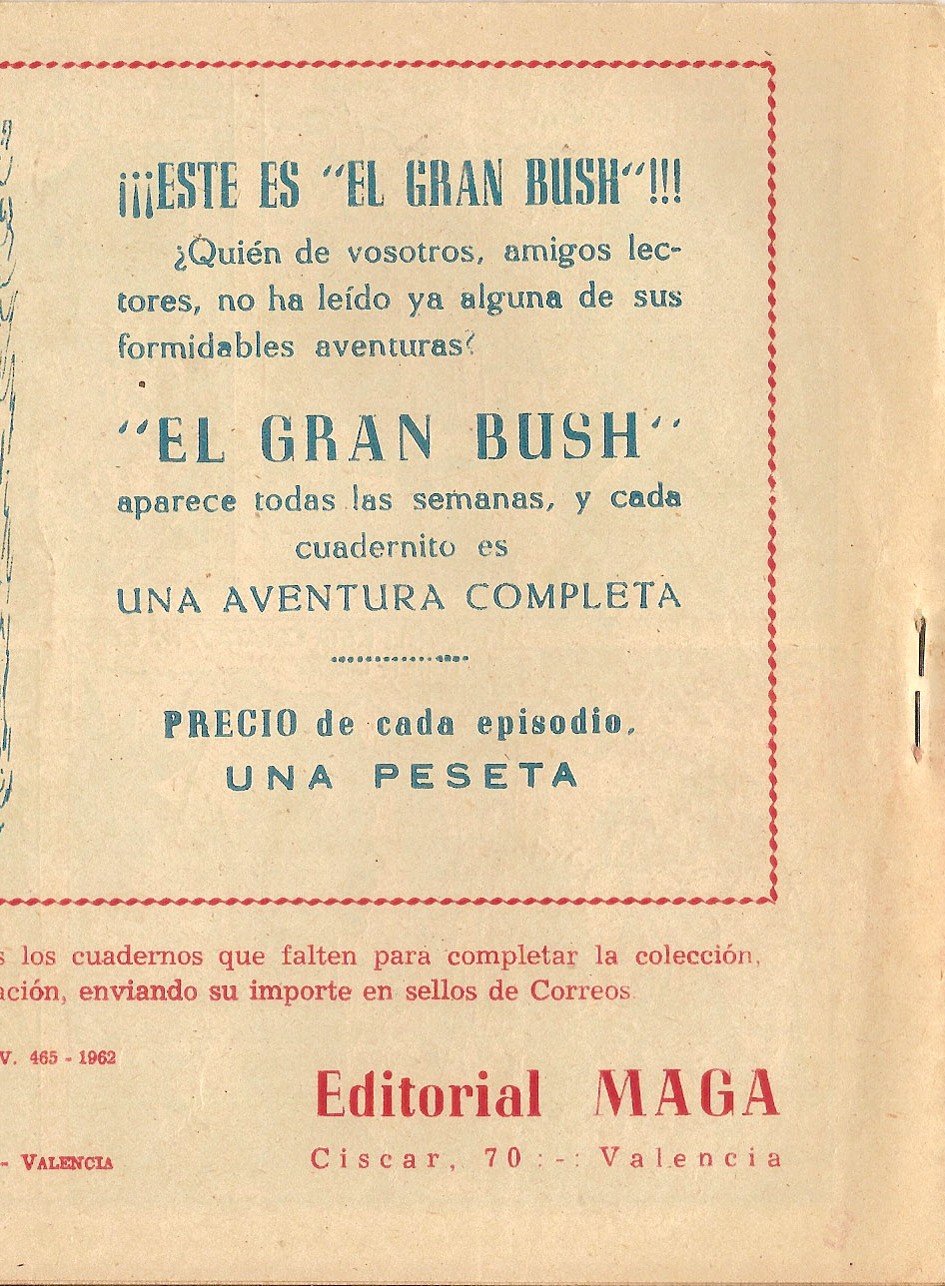 ¡¡¡ESTE ES "EL GRAN BUSH"!!!
¿Quién de vosotros, amigos lec-
tores, no ha leído ya alguna de sus
formidables aventuras?
"EL GRAN BUSH"
aparece todas las semanas, y cada
cuadernito es
UNA AVENTURA COMPLETA
PRECIO de cada episodio,
UNA PESETA
los cuadernos que falten para completar la colección,
ación, enviando su importe en sellos de Correos.
V. 465 - 1962
Editorial MAGA
- VALENCIA
Ciscar, 70 :-: Valencia